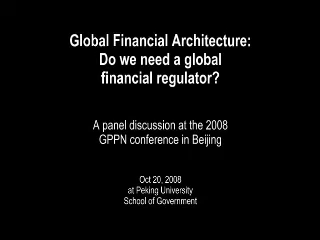 Global Financial Architecture:
Do we need a global
financial regulator?
A panel discussion at the 2008
GPPN conference in Beijing
Oct 20, 2008
at Peking University
School of Government